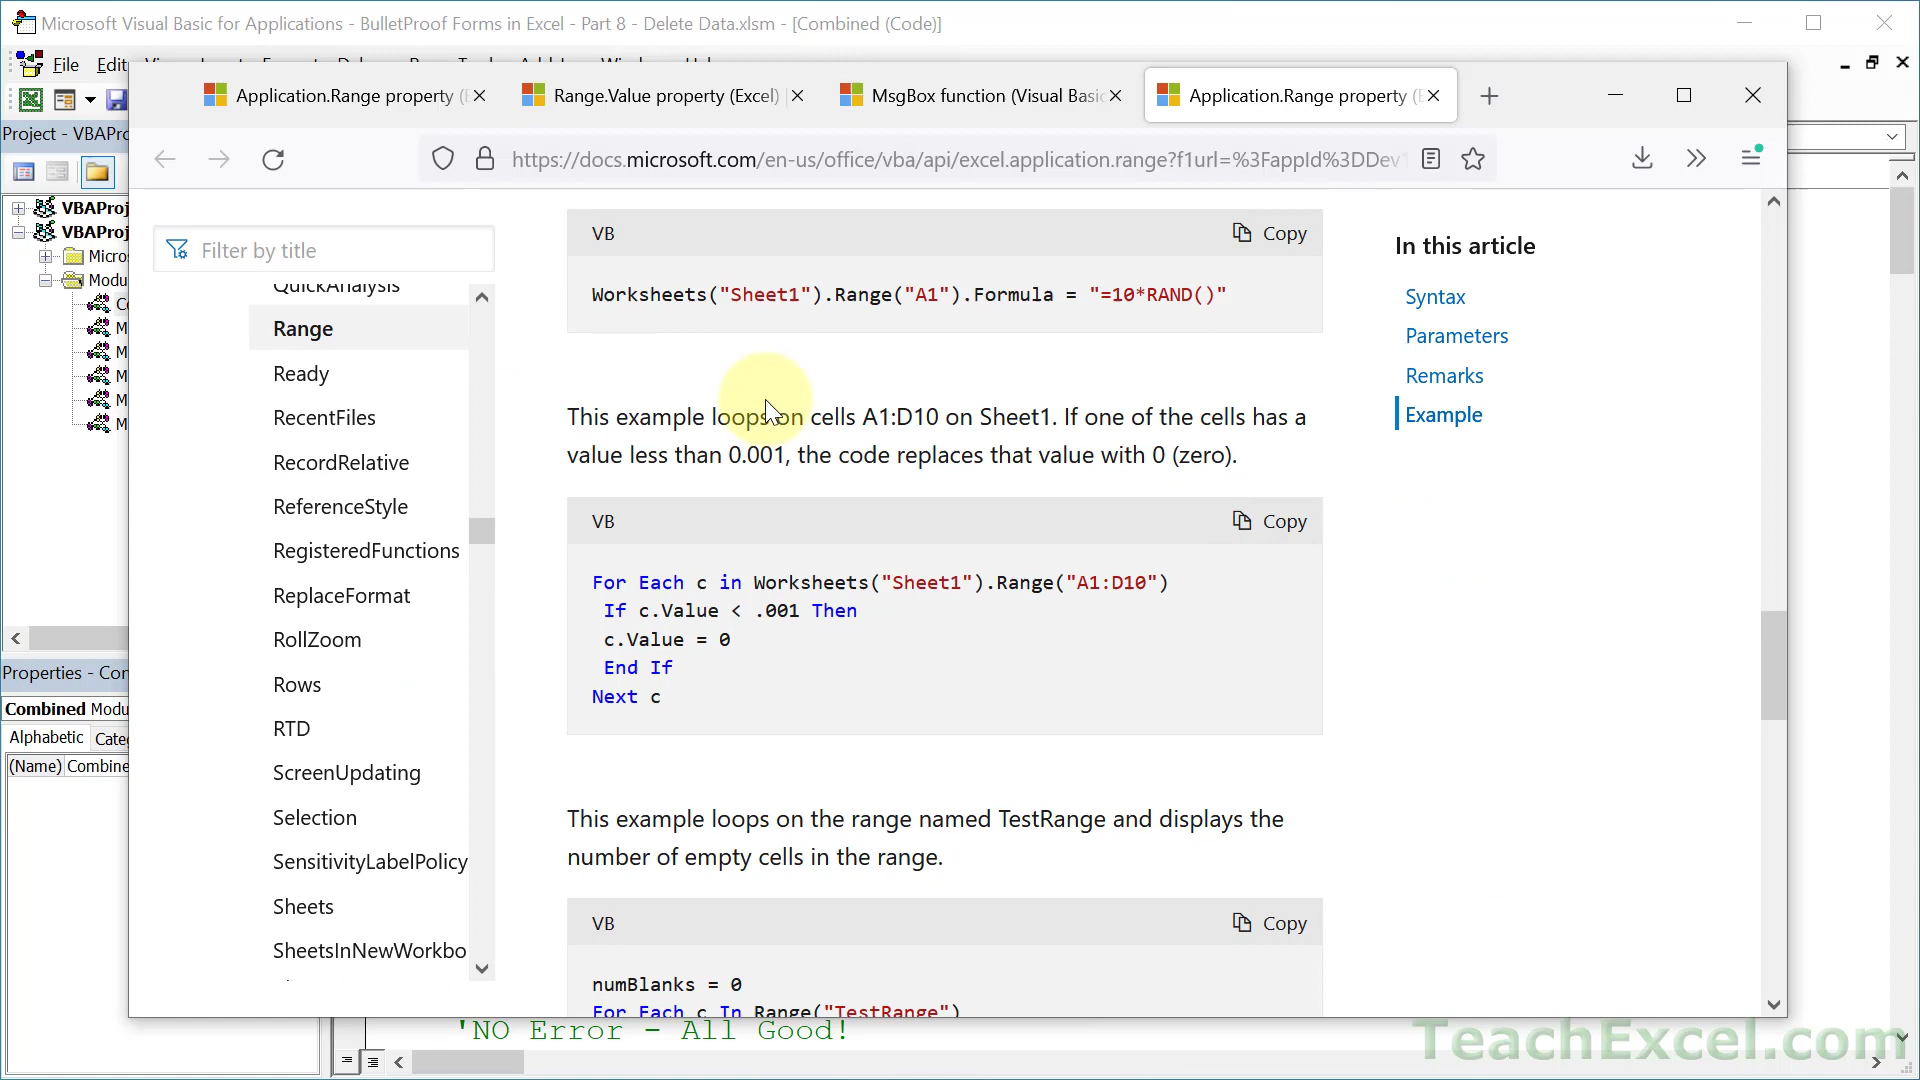 Microsoft Visual Basic for Applications - BulletProof Forms in Excel - Part 8 - Delete Data.xlsm - [Combined (Code)]
File Edit
Application.Range property (
Range.Value property (Excel) |
MsgBox function (Visual Basic
Application.Range property (E
Project - VBAPro
https://docs.microsoft.com/en-us/office/vba/api/excel.application.range?f1url=%3FappId%3DDev1
VBAProj
VBAProj
Micros
Modu
Filter by title
QuickAnalysis
Range
Ready
RecentFiles
RecordRelative
ReferenceStyle
RegisteredFunctions
ReplaceFormat
RollZoom
Rows
RTD
ScreenUpdating
Selection
SensitivityLabelPolicy
Sheets
SheetsInNewWorkbo
VB Copy
Worksheets("Sheet1").Range("A1").Formula = "=10*RAND()"
This example loops on cells A1:D10 on Sheet1. If one of the cells has a
value less than 0.001, the code replaces that value with 0 (zero).
VB Copy
For Each c in Worksheets("Sheet1").Range("A1:D10")
If c.Value < .001 Then
c.Value = 0
End If
Next c
This example loops on the range named TestRange and displays the
number of empty cells in the range.
VB Copy
numBlanks = 0
For Each c In Range("TestRange")
In this article
Syntax
Parameters
Remarks
Example
Properties - Con
Combined Modu
Alphabetic Categ
(Name) Combine
'NO Error - All Good!
TeachExcel.com